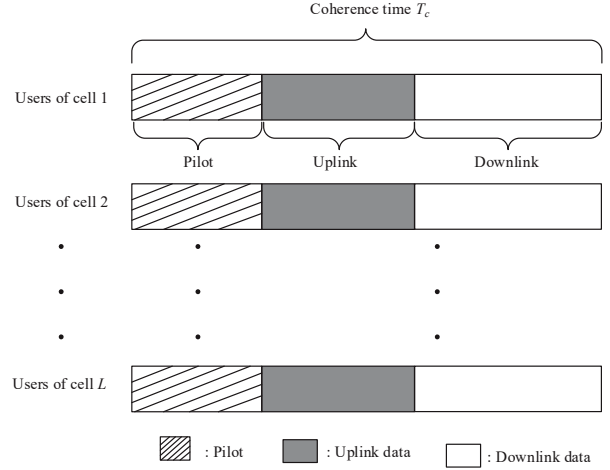 Coherence time T_c
Users of cell 1
Pilot Uplink Downlink
Users of cell 2
Users of cell L
: Pilot : Uplink data : Downlink data